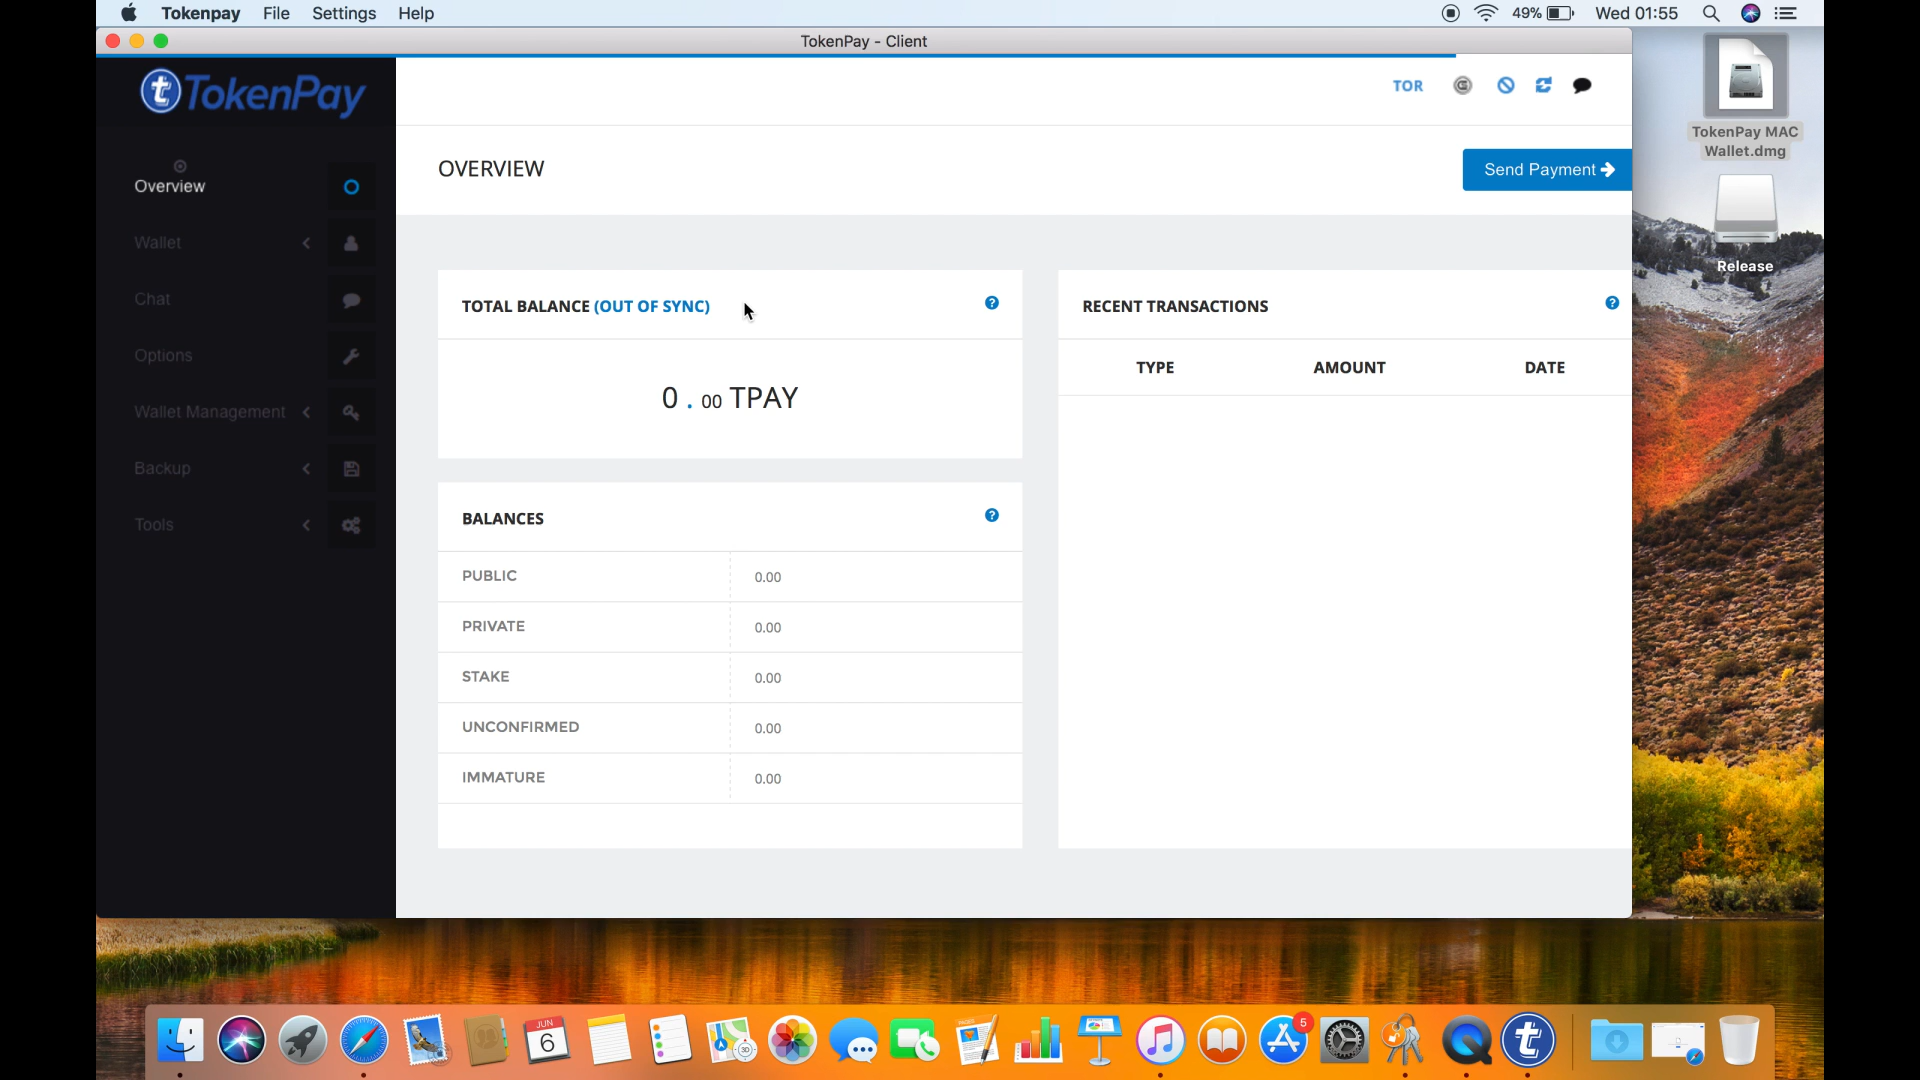 Tokenpay File Settings Help 49% Wed 01:55
TokenPay - Client
TokenPay
TOR
OVERVIEW
Send Payment
Overview
Wallet
Chat
Options
Wallet Management
Backup
Tools
TOTAL BALANCE (OUT OF SYNC)
0.00 TPAY
BALANCES
PUBLIC 0.00
PRIVATE 0.00
STAKE 0.00
UNCONFIRMED 0.00
IMMATURE 0.00
RECENT TRANSACTIONS
TYPE AMOUNT DATE
TokenPay MAC
Wallet.dmg
Release
JUN
6
3D
5